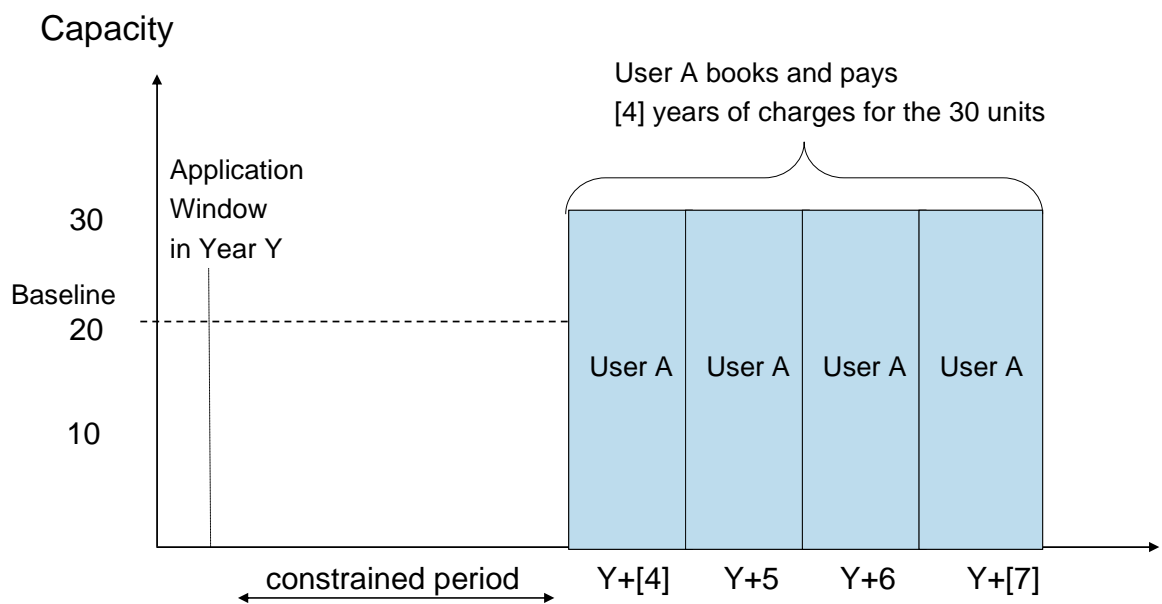 Capacity
User A books and pays
[4] years of charges for the 30 units
Application
Window
in Year Y
30
Baseline
20
10
User A
User A
User A
User A
constrained period
Y+[4]
Y+5
Y+6
Y+[7]